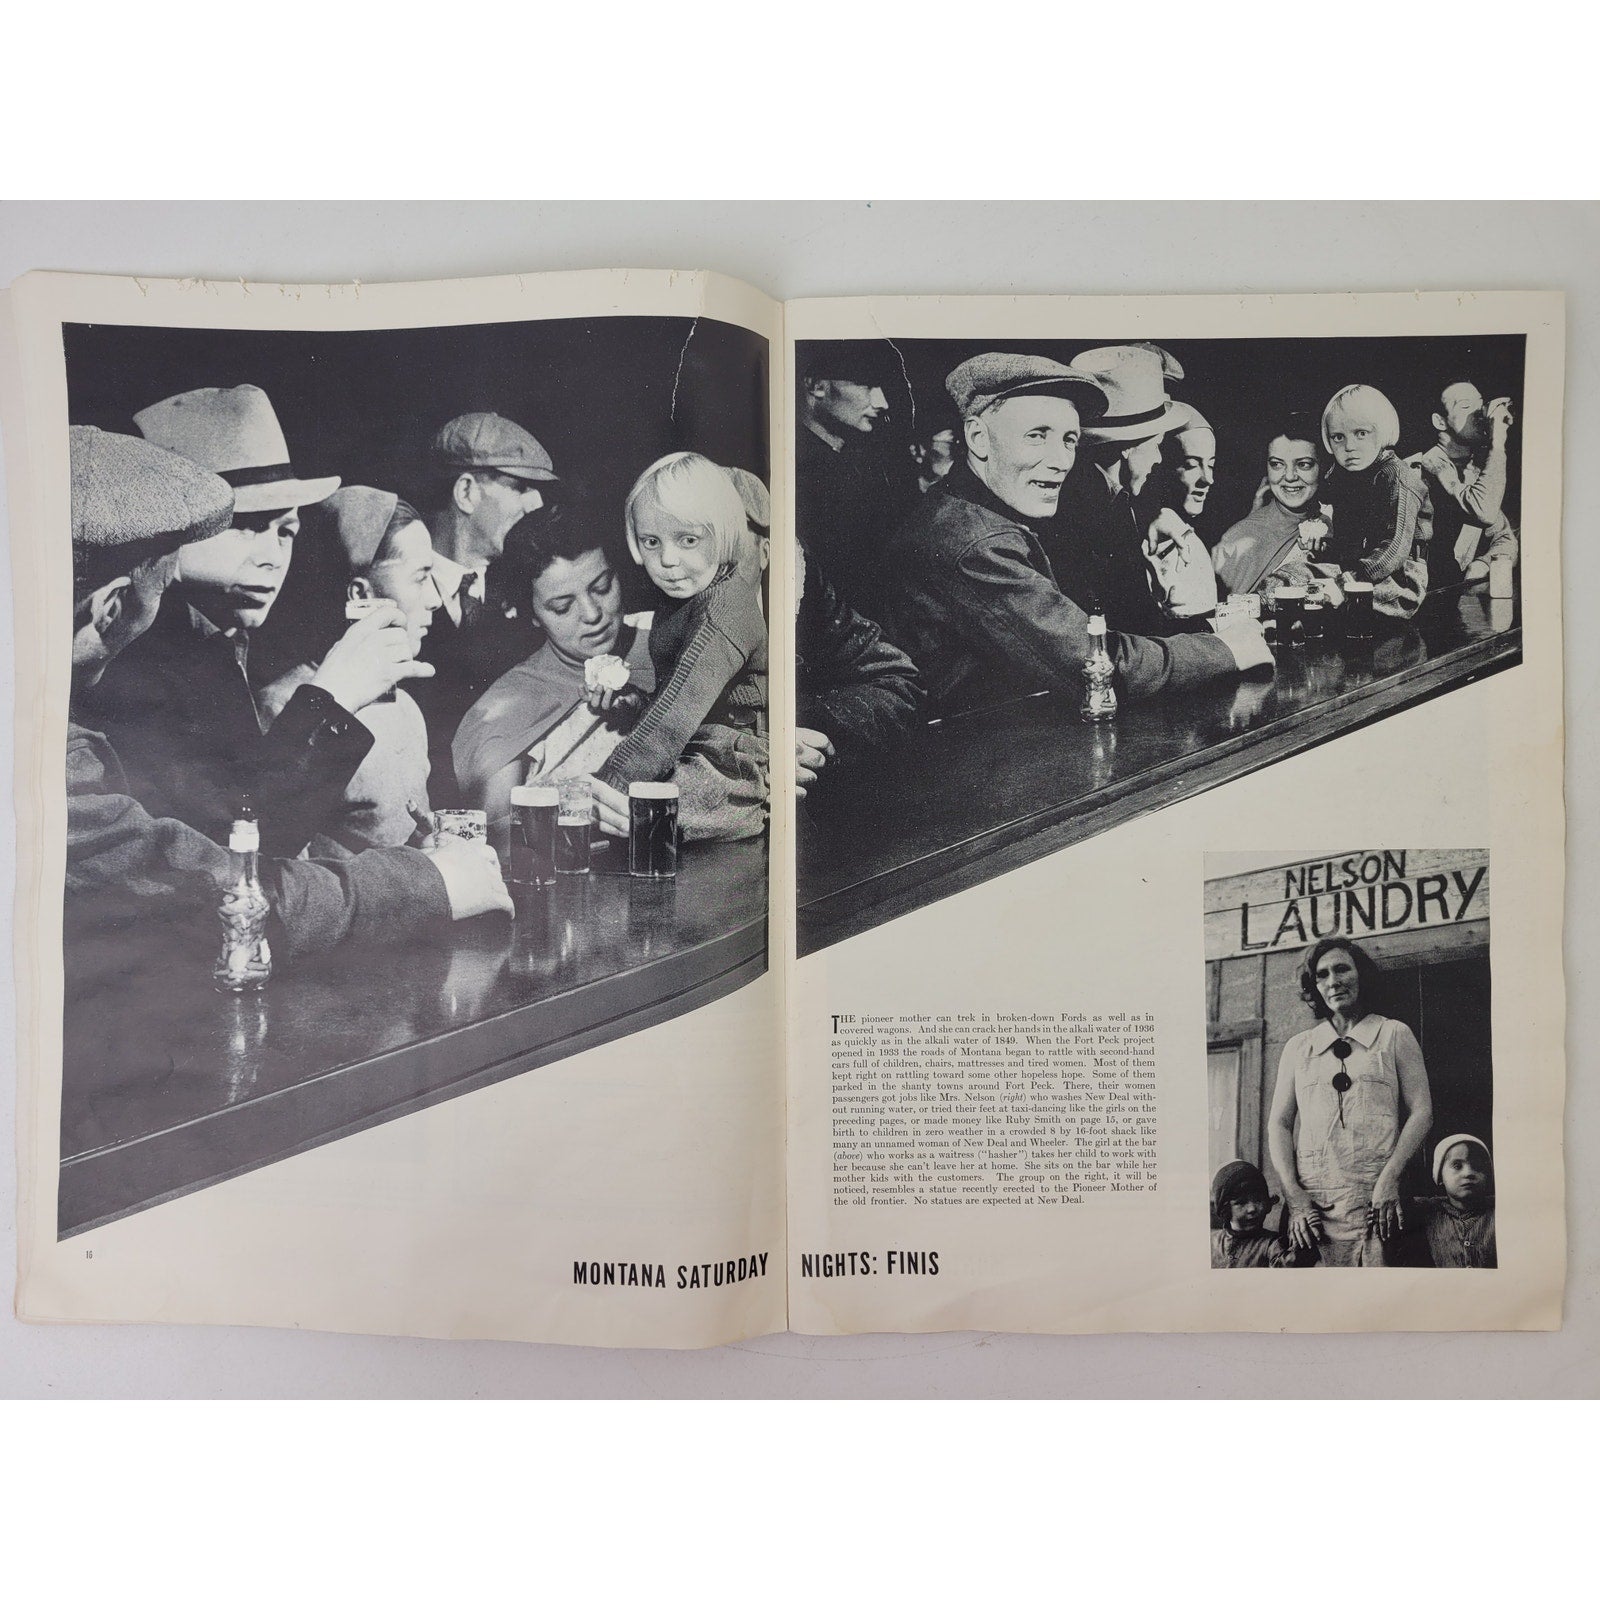 NELSON
LAUNDRY
THE pioneer mother can trek in broken-down Fords as well as in
covered wagons. And she can crack her hands in the alkali water of 1936
as quickly as in the alkali water of 1849. When the Fort Peck project
opened in 1933 the roads of Montana began to rattle with second-hand
cars full of children, chairs, mattresses and tired women. Most of them
kept right on rattling toward some other hopeless hope. Some of them
parked in the shanty towns around Fort Peck. There, their women
passengers got jobs like Mrs. Nelson (right) who washes New Deal with-
out running water, or tried their feet at taxi-dancing like the girls on the
preceding pages, or made money like Ruby Smith on page 15, or gave
birth to children in zero weather in a crowded 8 by 16-foot shack like
many an unnamed woman of New Deal and Wheeler. The girl at the bar
(above) who works as a waitress ("hasher") takes her child to work with
her because she can't leave her at home. She sits on the bar while her
mother kids with the customers. The group on the right, it will be
noticed, resembles a statue recently erected to the Pioneer Mother of
the old frontier. No statues are expected at New Deal.
16
MONTANA SATURDAY NIGHTS: FINIS